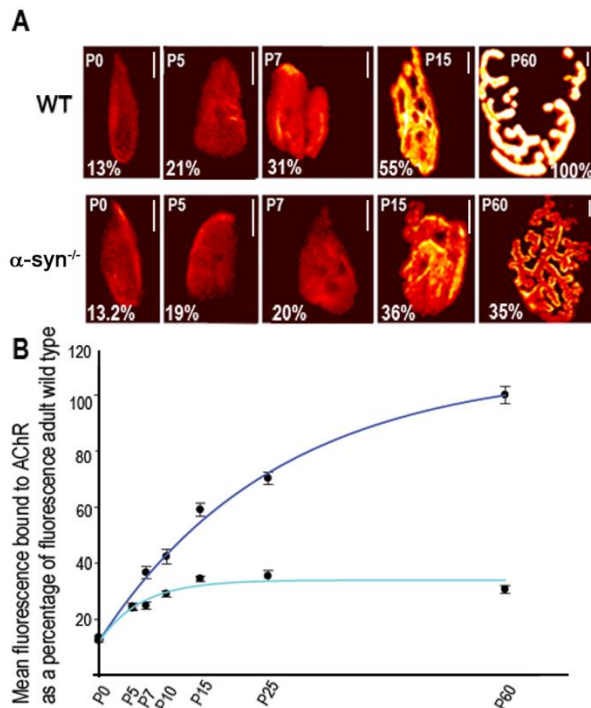 A
WT
P0
P5
P7
P15
P60
13%
21%
31%
55%
100%
α-syn-/-
P0
P5
P7
P15
P60
13.2%
19%
20%
36%
35%
B
Mean fluorescence bound to AChR
as a percentage of fluorescence adult wild type
120
100
80
60
40
20
P0
P5
P7
P10
P15
P25
P60